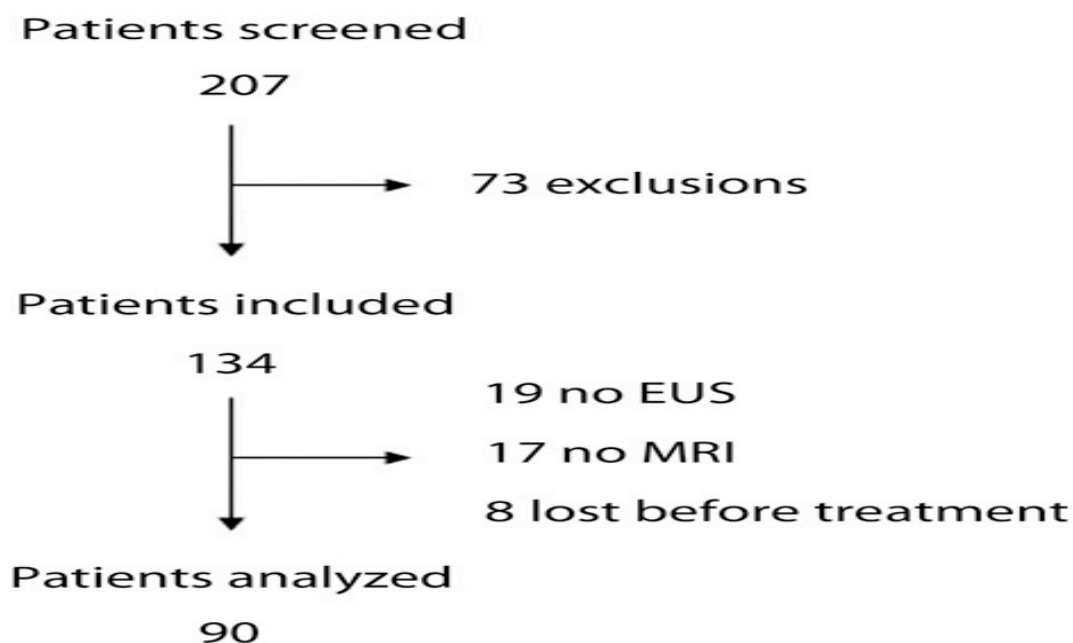 Patients screened
207
73 exclusions
Patients included
134
19 no EUS
17 no MRI
8 lost before treatment
Patients analyzed
90